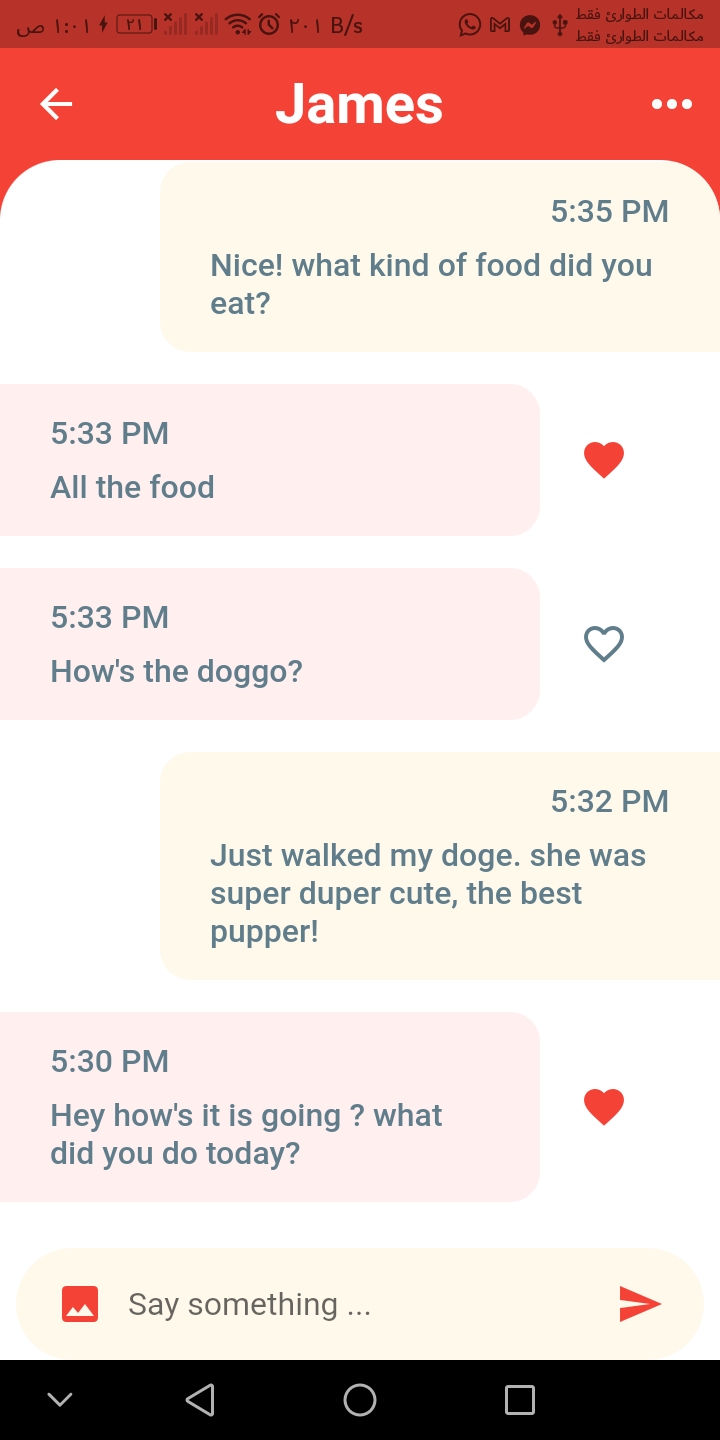 ص ١:٠١ ٢١ ٢٠١ B/s
مكالمات الطوارئ فقط
مكالمات الطوارئ فقط
James
5:35 PM
Nice! what kind of food did you
eat?
5:33 PM
All the food
5:33 PM
How's the doggo?
5:32 PM
Just walked my doge. she was
super duper cute, the best
pupper!
5:30 PM
Hey how's it is going ? what
did you do today?
Say something ...